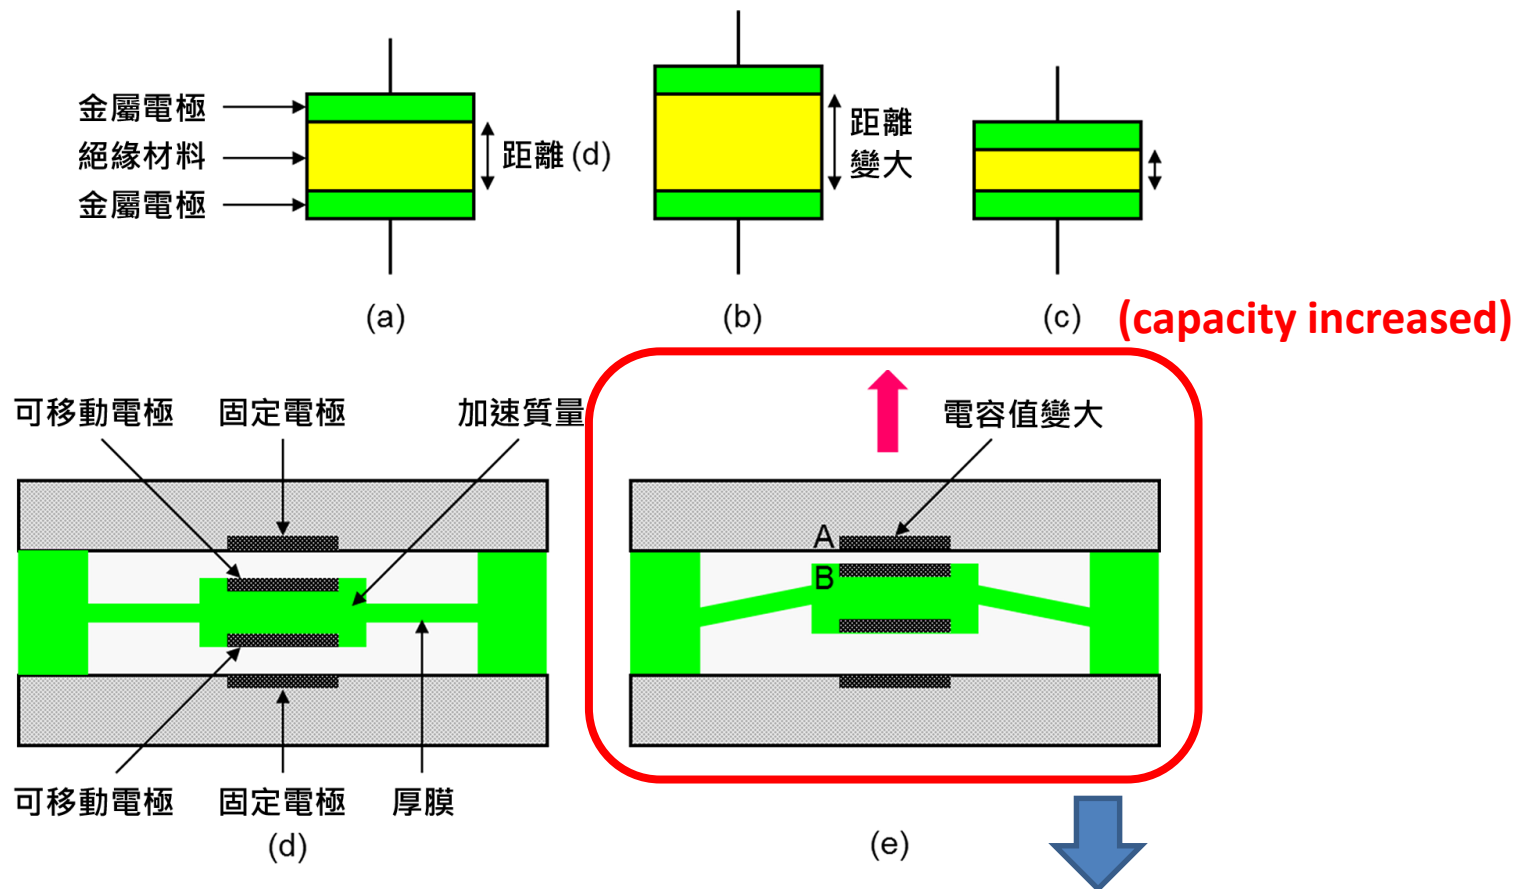 金屬電極
絕緣材料
金屬電極
距離 (d)
距離
變大
(a)
(b)
(c)
(capacity increased)
可移動電極
固定電極
加速質量
電容值變大
A
B
可移動電極
固定電極
厚膜
(d)
(e)